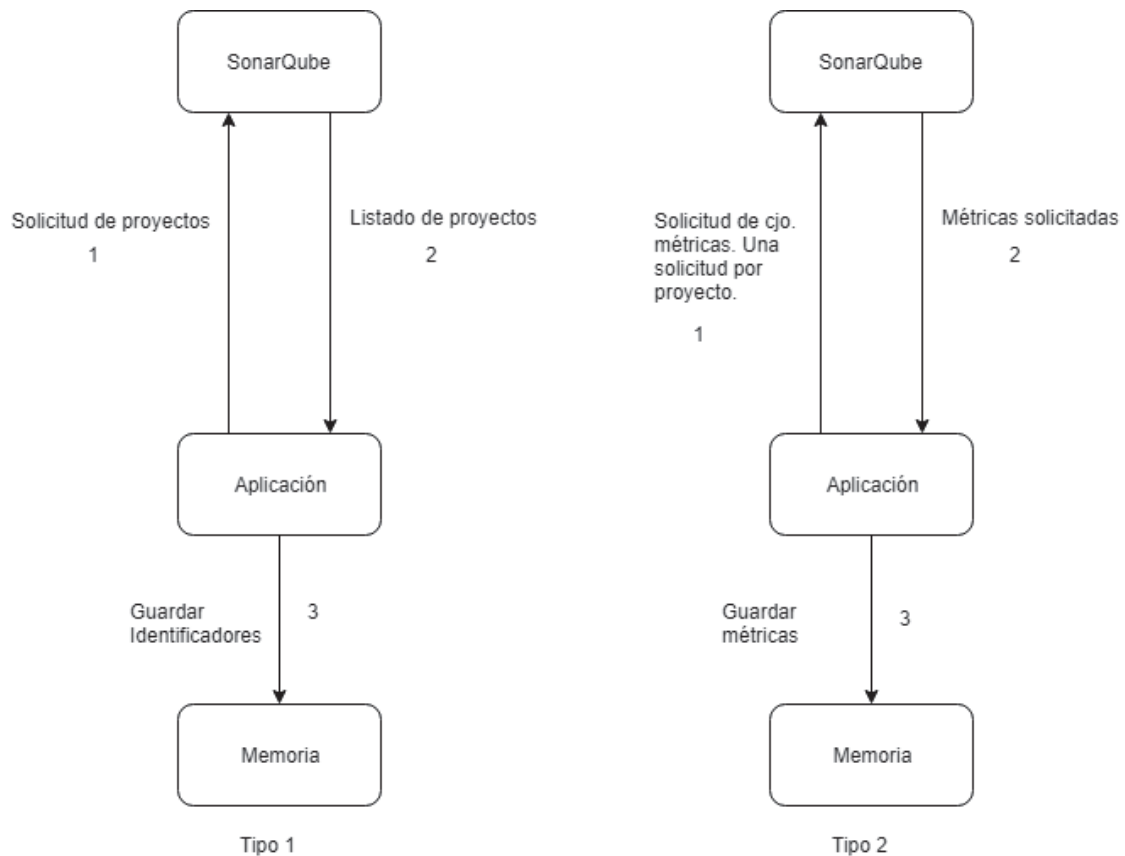 SonarQube
Solicitud de proyectos
1
Listado de proyectos
2
Aplicación
Guardar
Identificadores
3
Memoria
Tipo 1
SonarQube
Solicitud de cjo.
métricas. Una
solicitud por
proyecto.
1
Métricas solicitadas
2
Aplicación
Guardar
métricas
3
Memoria
Tipo 2